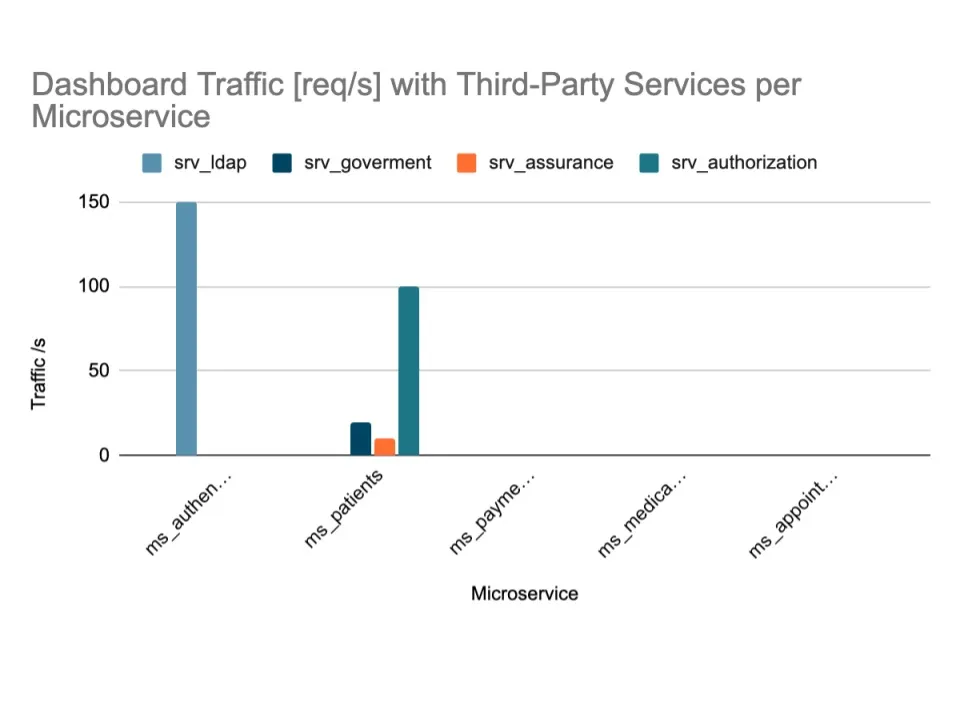 Dashboard Traffic [req/s] with Third-Party Services per
Microservice
srv_ldap srv_goverment srv_assurance srv_authorization
150
100
50
0
Traffic /s
ms_authen...
ms_patients
ms_payme...
ms_medica...
ms_appoint...
Microservice